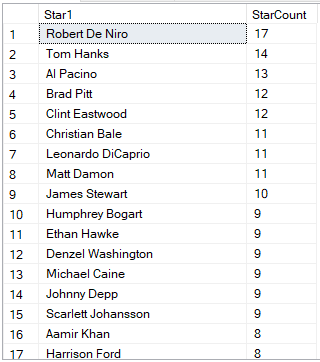 Star1 StarCount
1 Robert De Niro 17
2 Tom Hanks 14
3 Al Pacino 13
4 Brad Pitt 12
5 Clint Eastwood 12
6 Christian Bale 11
7 Leonardo DiCaprio 11
8 Matt Damon 11
9 James Stewart 10
10 Humphrey Bogart 9
11 Ethan Hawke 9
12 Denzel Washington 9
13 Michael Caine 9
14 Johnny Depp 9
15 Scarlett Johansson 9
16 Aamir Khan 8
17 Harrison Ford 8